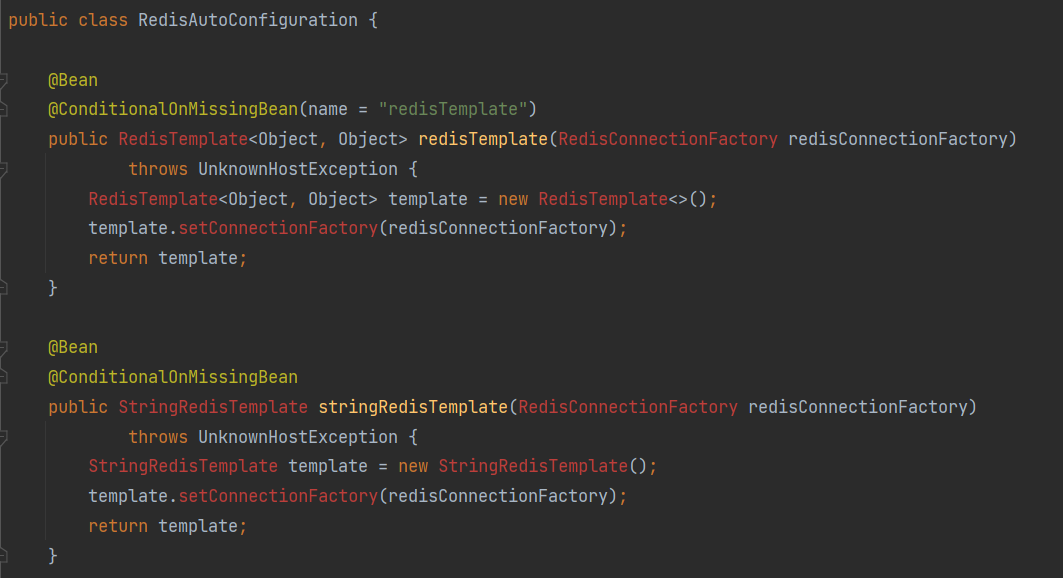 public class RedisAutoConfiguration {
@Bean
@ConditionalOnMissingBean(name = "redisTemplate")
public RedisTemplate<Object, Object> redisTemplate(RedisConnectionFactory redisConnectionFactory)
throws UnknownHostException {
RedisTemplate<Object, Object> template = new RedisTemplate<>();
template.setConnectionFactory(redisConnectionFactory);
return template;
}
@Bean
@ConditionalOnMissingBean
public StringRedisTemplate stringRedisTemplate(RedisConnectionFactory redisConnectionFactory)
throws UnknownHostException {
StringRedisTemplate template = new StringRedisTemplate();
template.setConnectionFactory(redisConnectionFactory);
return template;
}